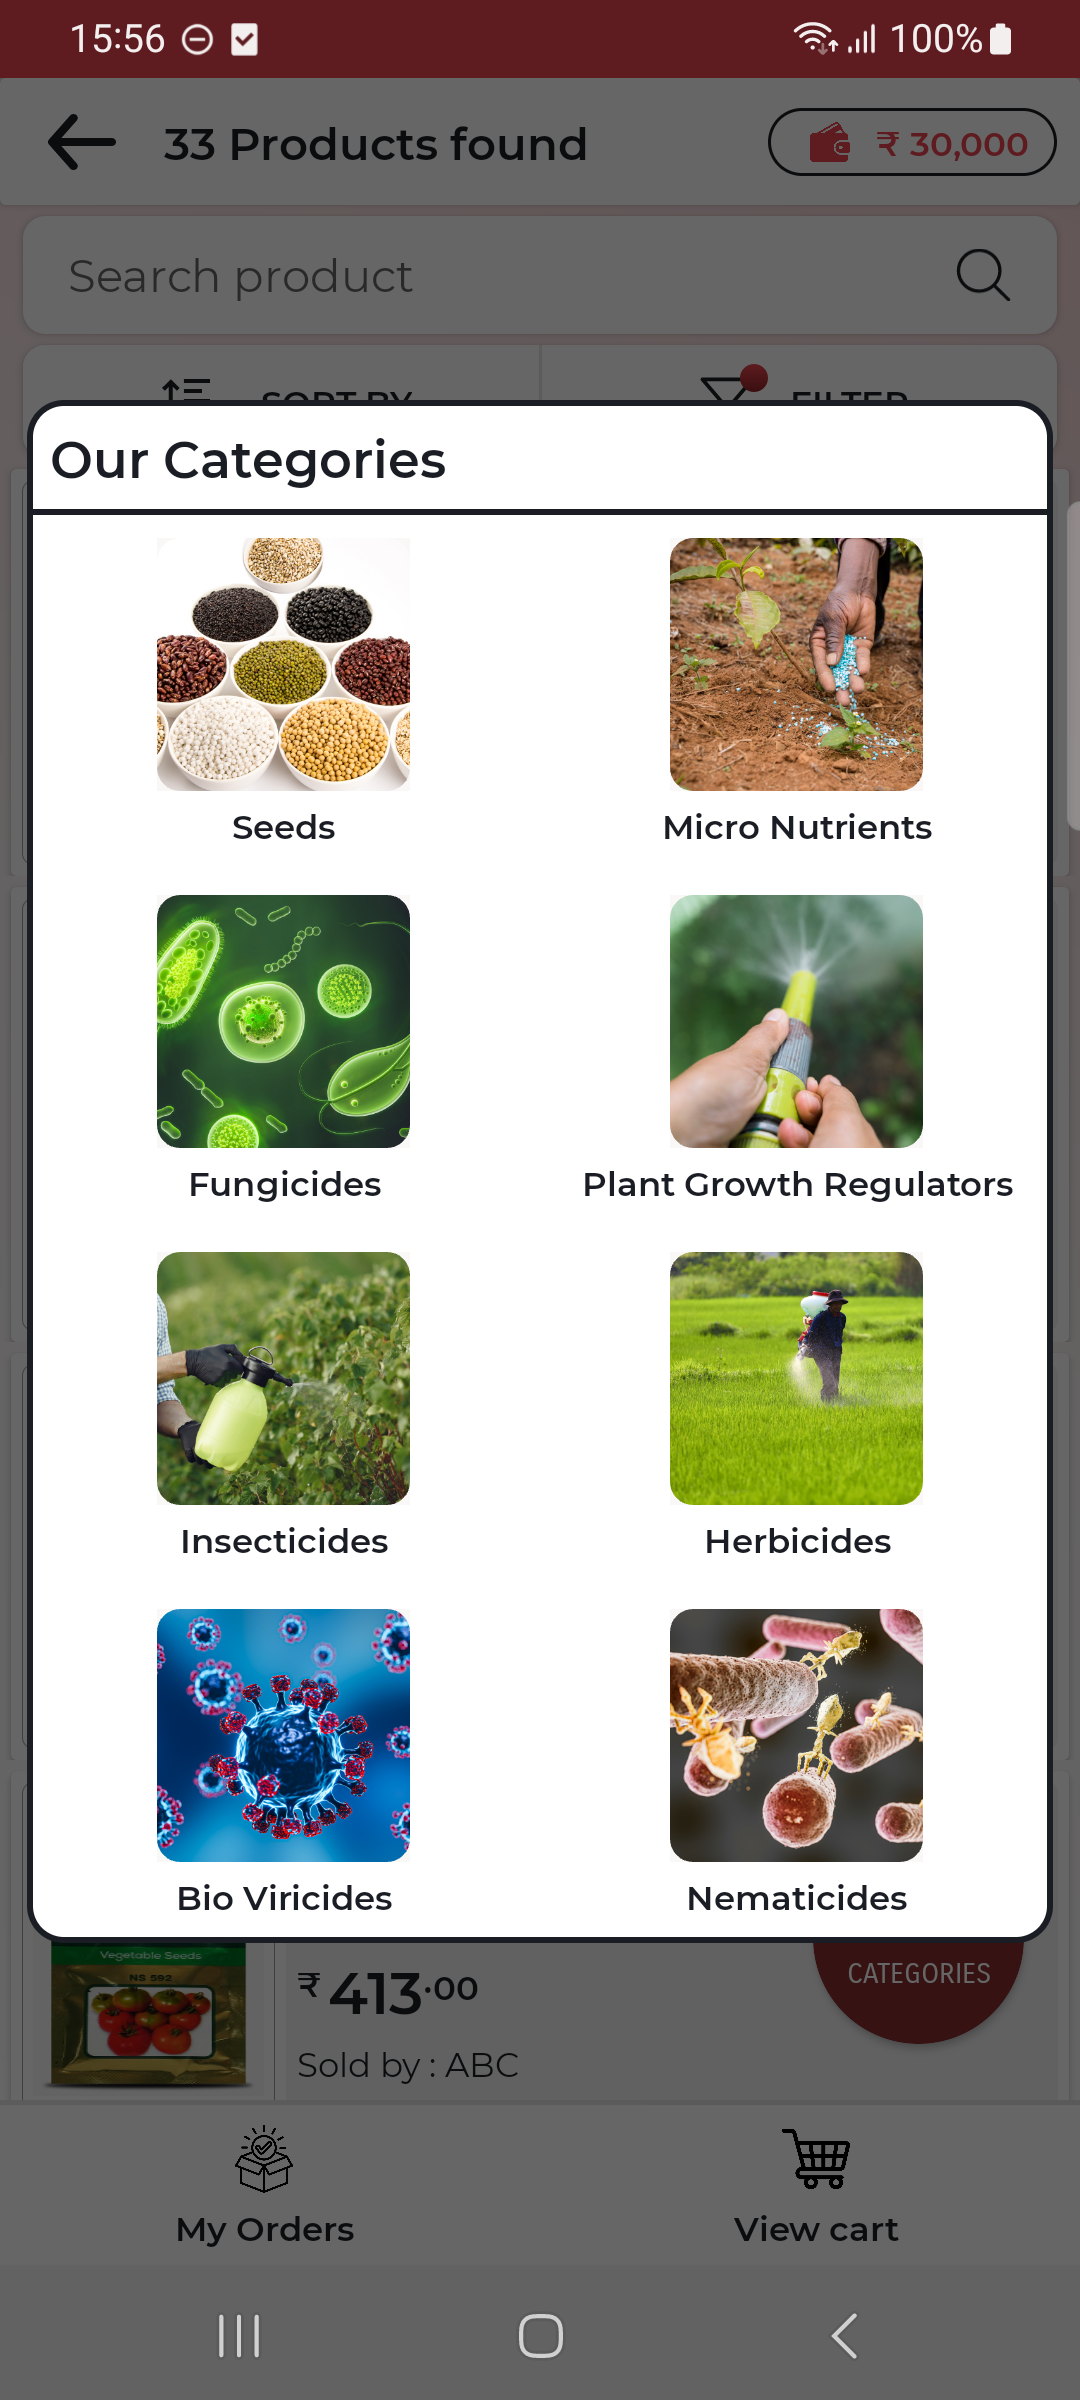 15:56
100%
33 Products found
₹ 30,000
Search product
SORT BY
FILTER
Our Categories
Seeds
Micro Nutrients
Fungicides
Plant Growth Regulators
Insecticides
Herbicides
Bio Viricides
Nematicides
Vegetable Seeds
NS 592
₹ 413.00
CATEGORIES
Sold by : ABC
My Orders
View cart